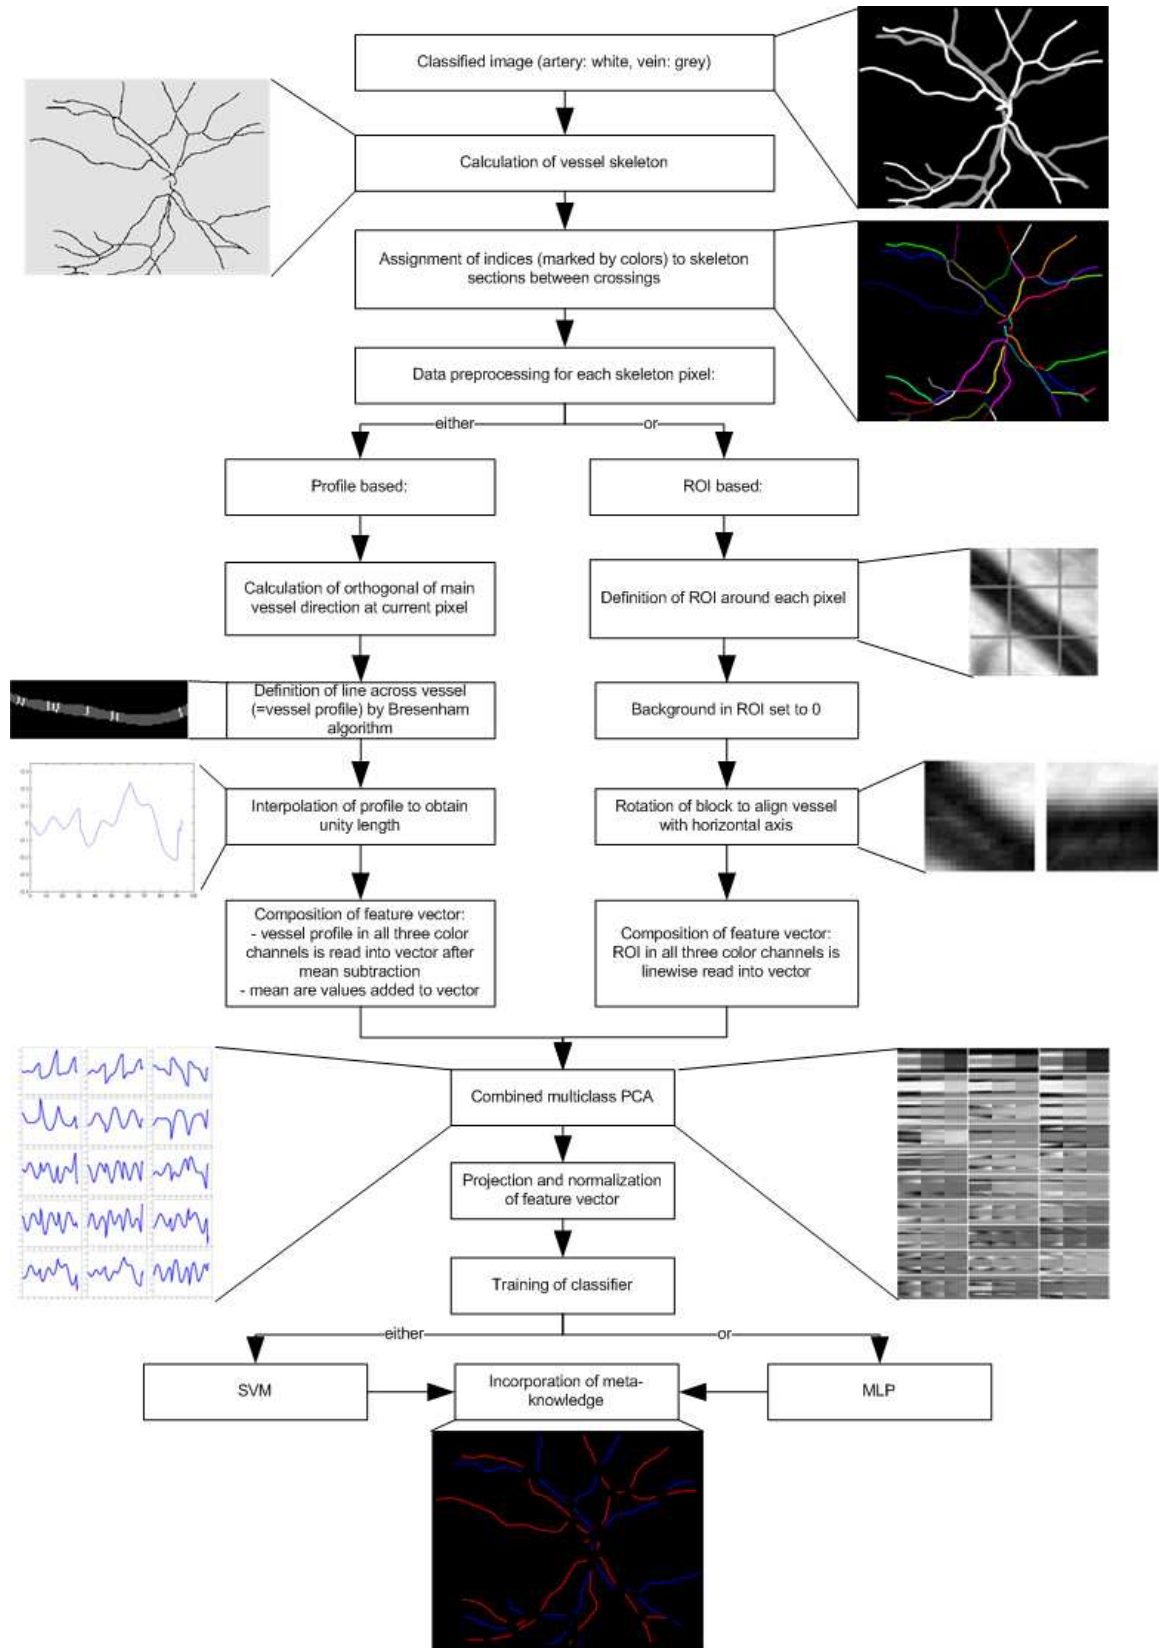 Classified image (artery: white, vein: grey)
Calculation of vessel skeleton
Assignment of indices (marked by colors) to skeleton
sections between crossings
Data preprocessing for each skeleton pixel:
either
or
Profile based:
ROI based:
Calculation of orthogonal of main
vessel direction at current pixel
Definition of ROI around each pixel
Definition of line across vessel
(=vessel profile) by Bresenham
algorithm
Background in ROI set to 0
Interpolation of profile to obtain
unity length
Rotation of block to align vessel
with horizontal axis
Composition of feature vector:
- vessel profile in all three color
channels is read into vector after
mean subtraction
- mean are values added to vector
Composition of feature vector:
ROI in all three color channels is
linewise read into vector
Combined multiclass PCA
Projection and normalization
of feature vector
Training of classifier
either
or
SVM
Incorporation of meta-
knowledge
MLP